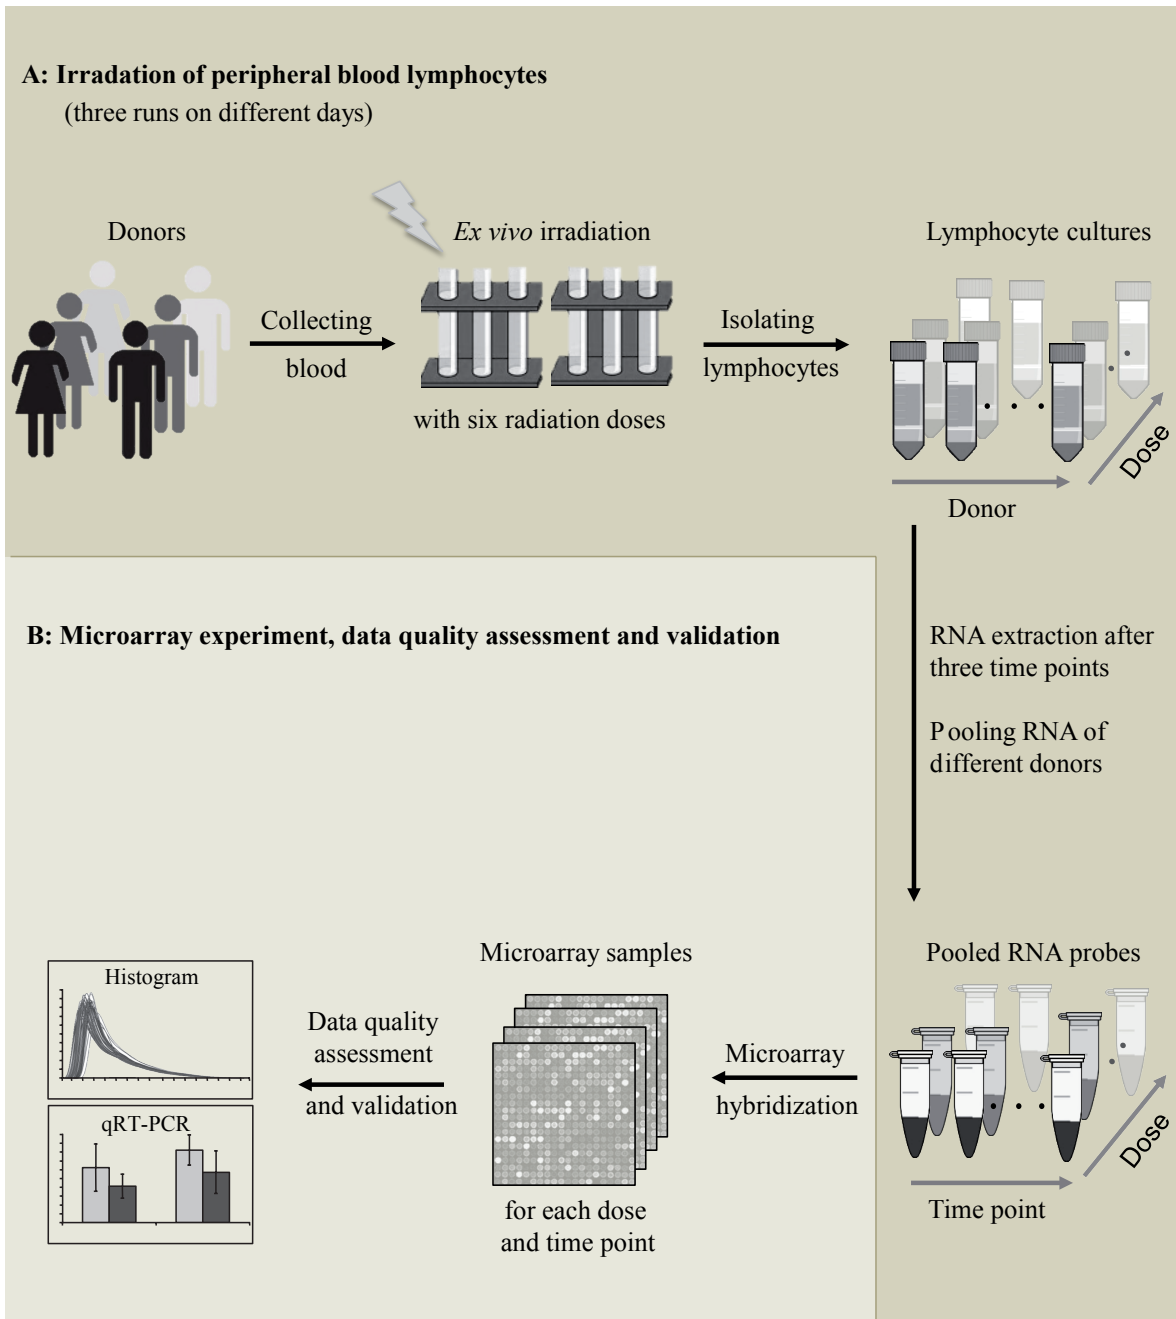 A: Irradation of peripheral blood lymphocytes
(three runs on different days)
Donors
Collecting
blood
Ex vivo irradiation
with six radiation doses
Isolating
lymphocytes
Lymphocyte cultures
Donor
Dose
RNA extraction after
three time points
Pooling RNA of
different donors
B: Microarray experiment, data quality assessment and validation
Pooled RNA probes
Time point
Dose
Microarray
hybridization
Microarray samples
for each dose
and time point
Data quality
assessment
and validation
Histogram
qRT-PCR